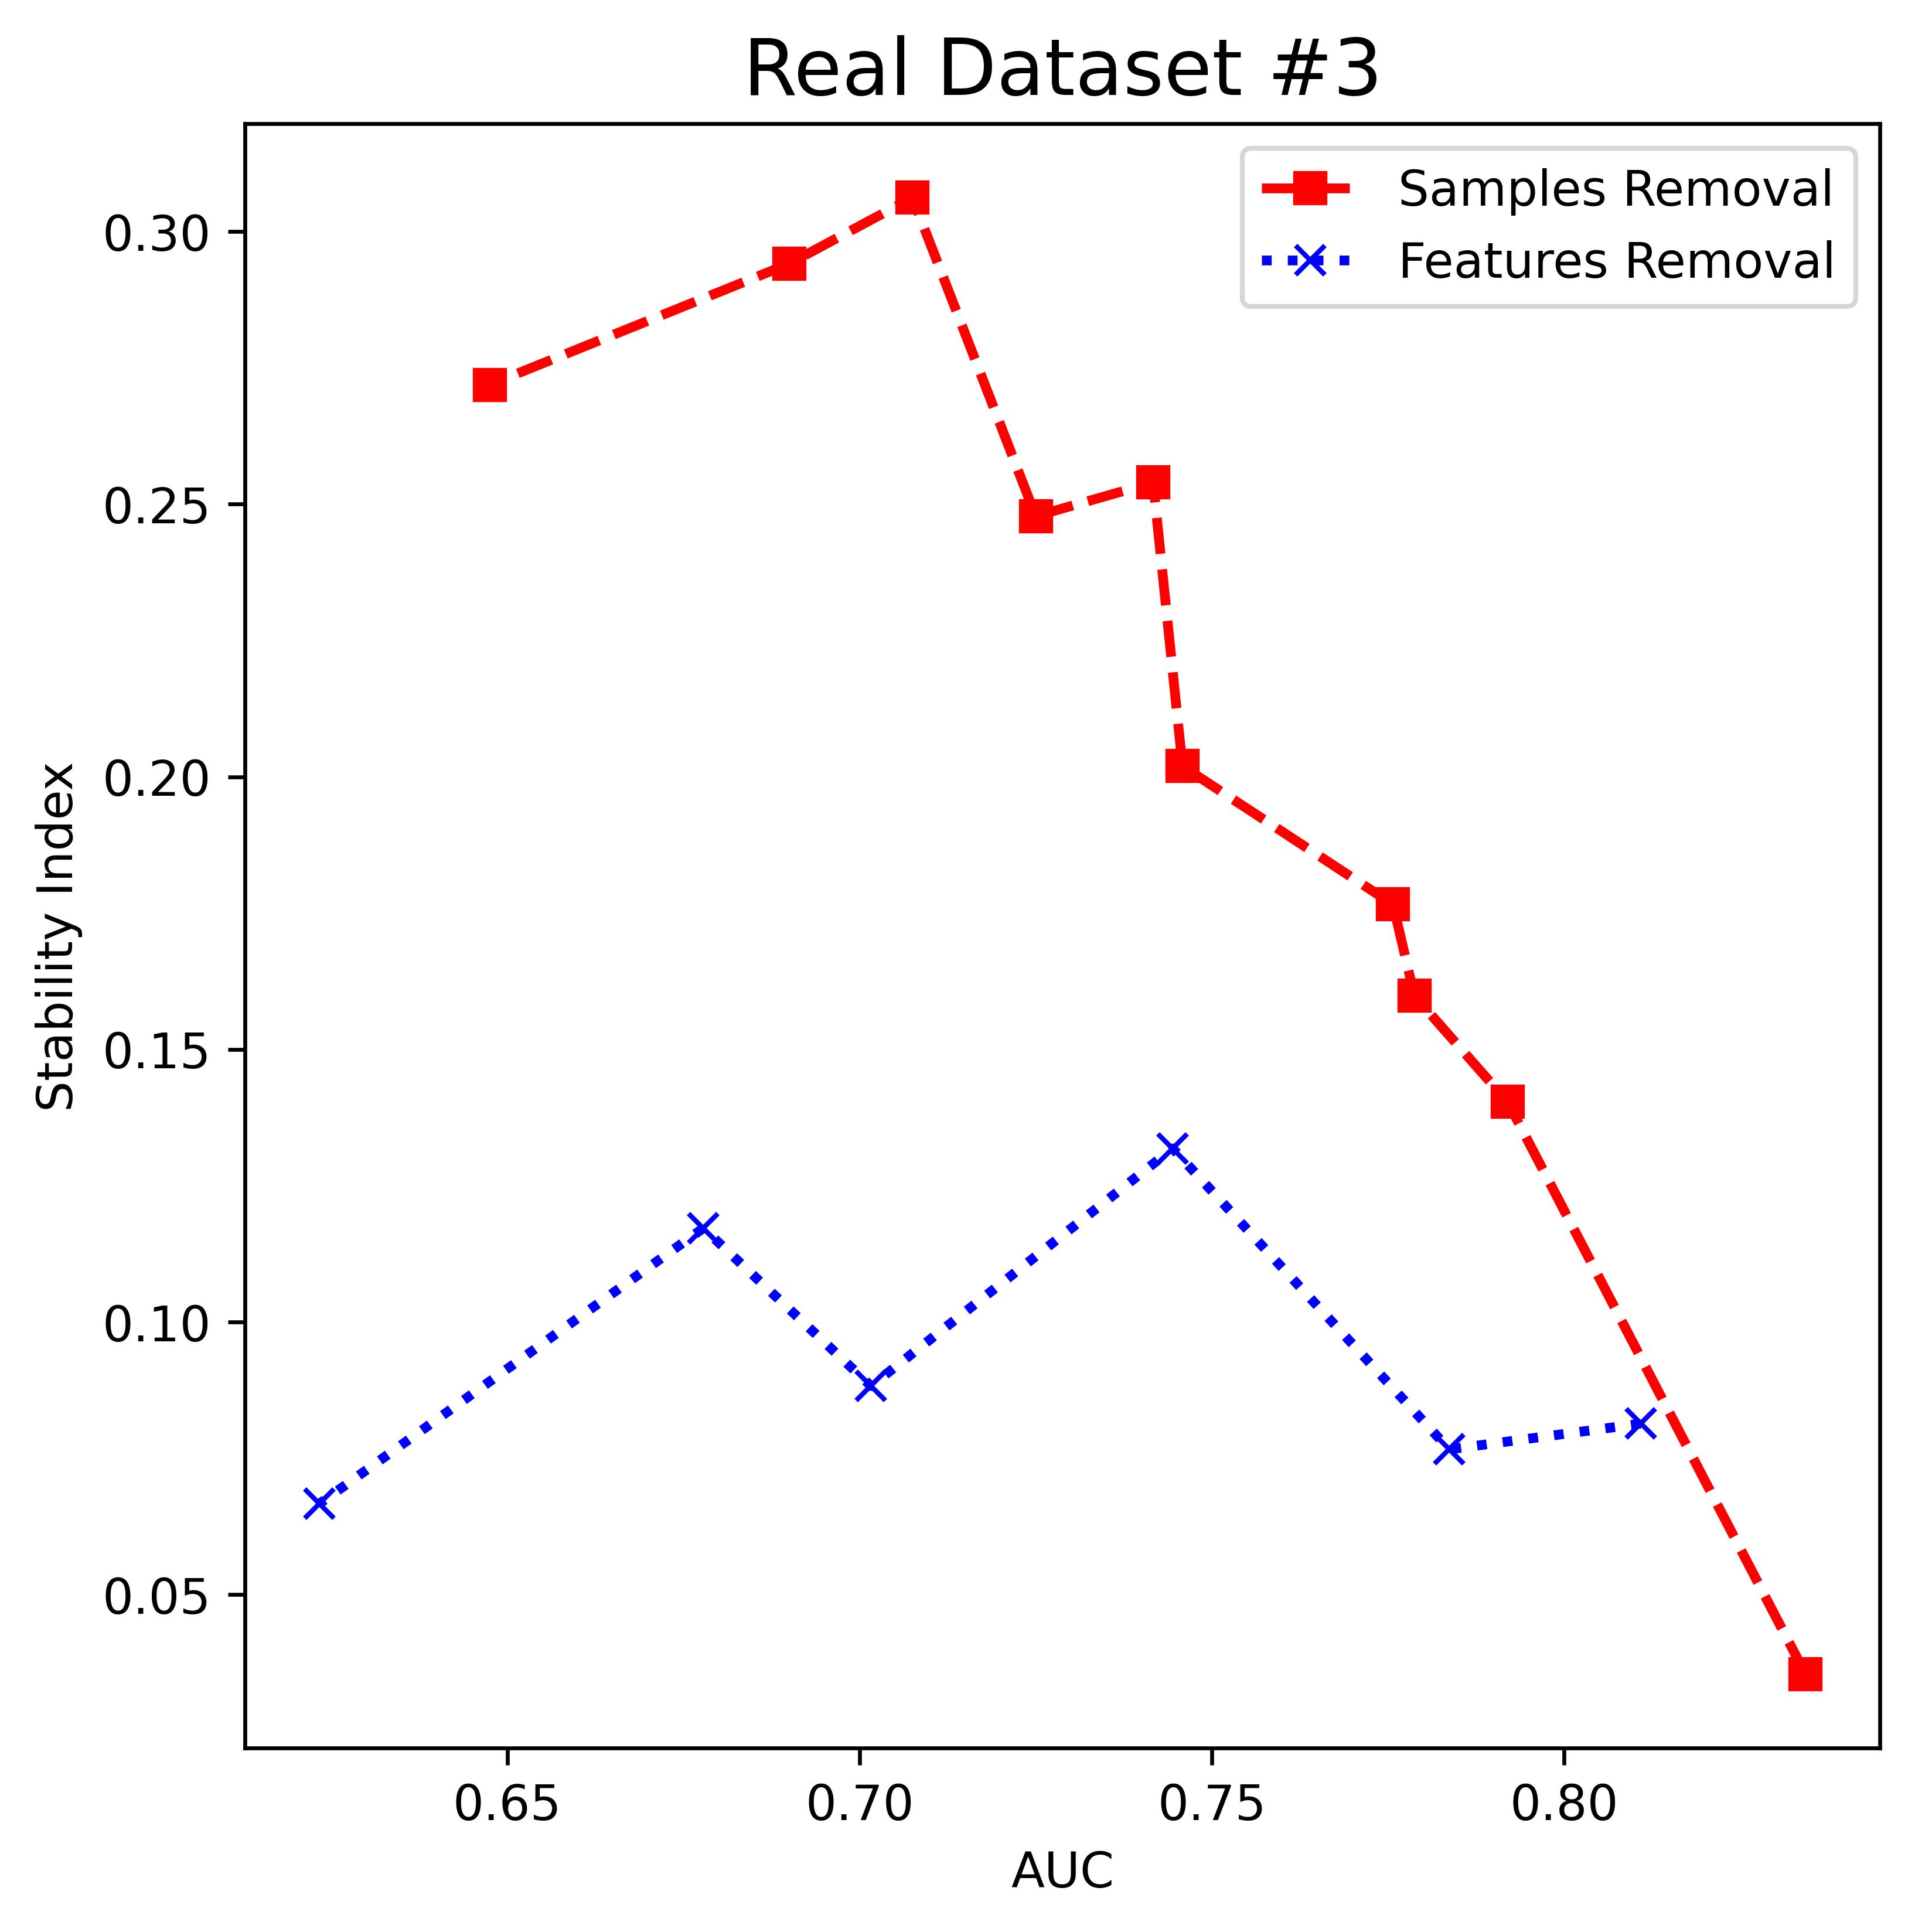 Real Dataset #3
Samples Removal
Features Removal
0.30
0.25
0.20
0.15
0.10
0.05
Stability Index
0.65 0.70 0.75 0.80
AUC